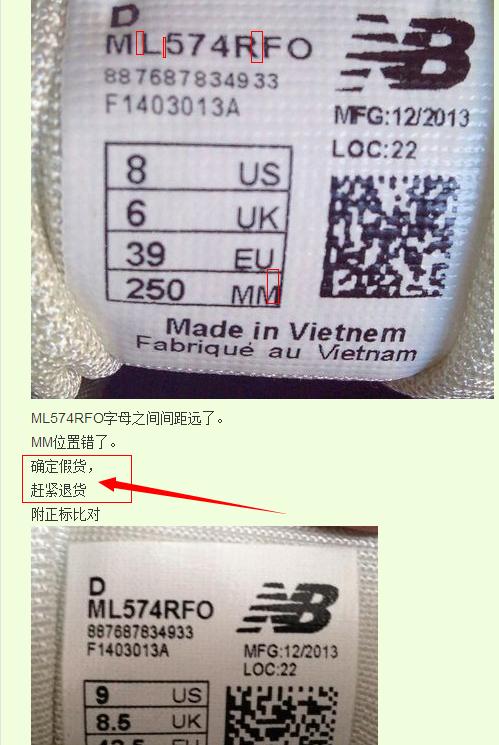 D
ML574RFO
887687834933
F1403013A
NB
MFG:12/2013
LOC:22
8 US
6 UK
39 EU
250 MM
Made in Vietnem
Fabriqué au Vietnam
ML574RFO字母之间间距远了。
MM位置错了。
确定假货，
赶紧退货
附正标比对
D
ML574RFO
887687834933
F1403013A
NB
MFG:12/2013
LOC:22
9 US
8.5 UK